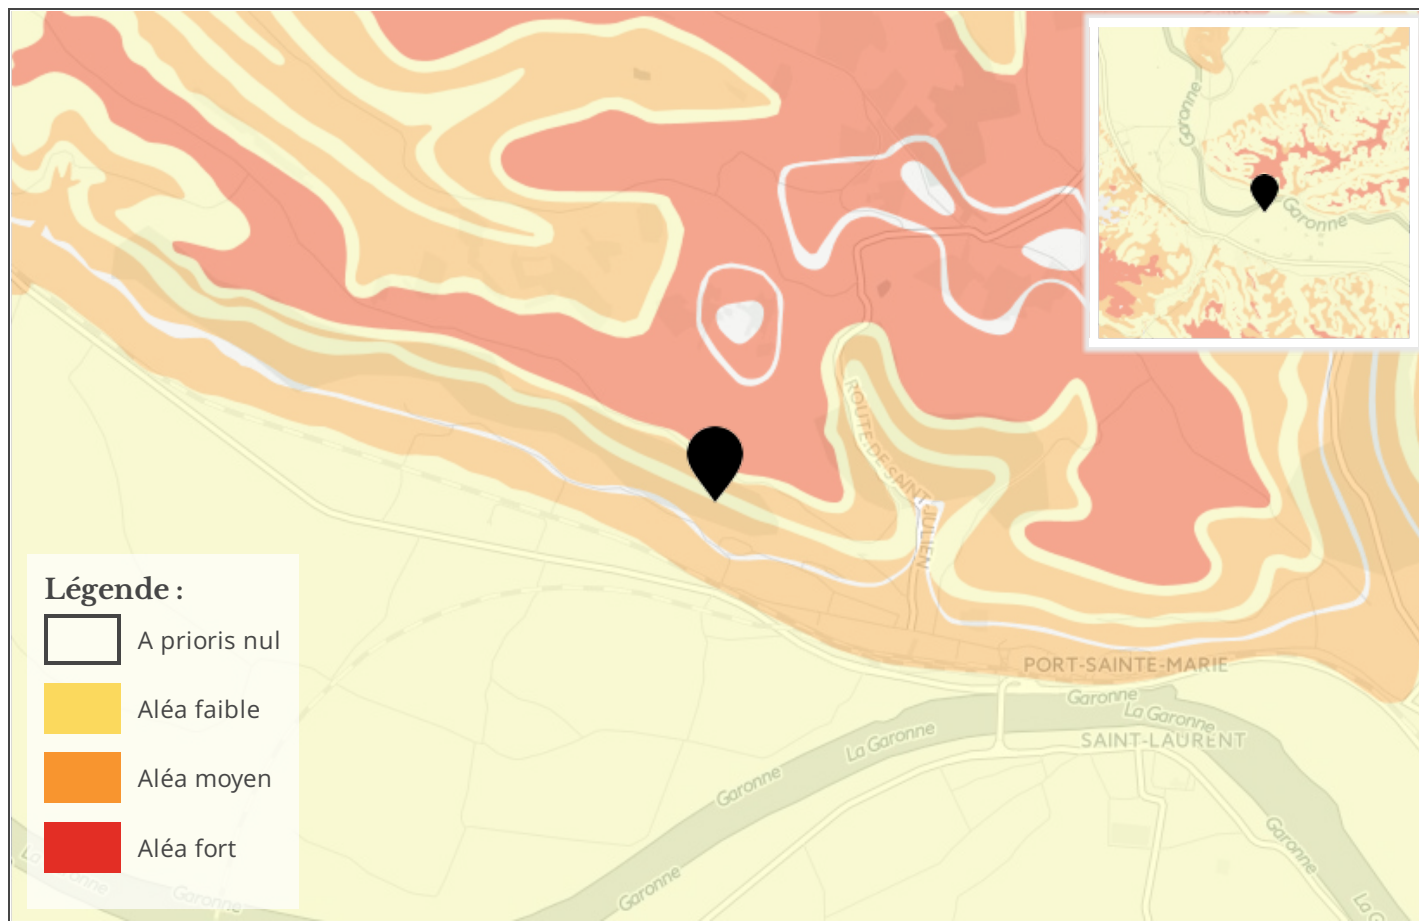 Garonne
Garonne
ROUTE DE SAINT-JULIEN
Légende :
A prioris nul
Aléa faible
Aléa moyen
Aléa fort
PORT-SAINTE-MARIE
Garonne
La Garonne
La Garonne
SAINT-LAURENT
Garonne
Garonne
Garonne
Garonne